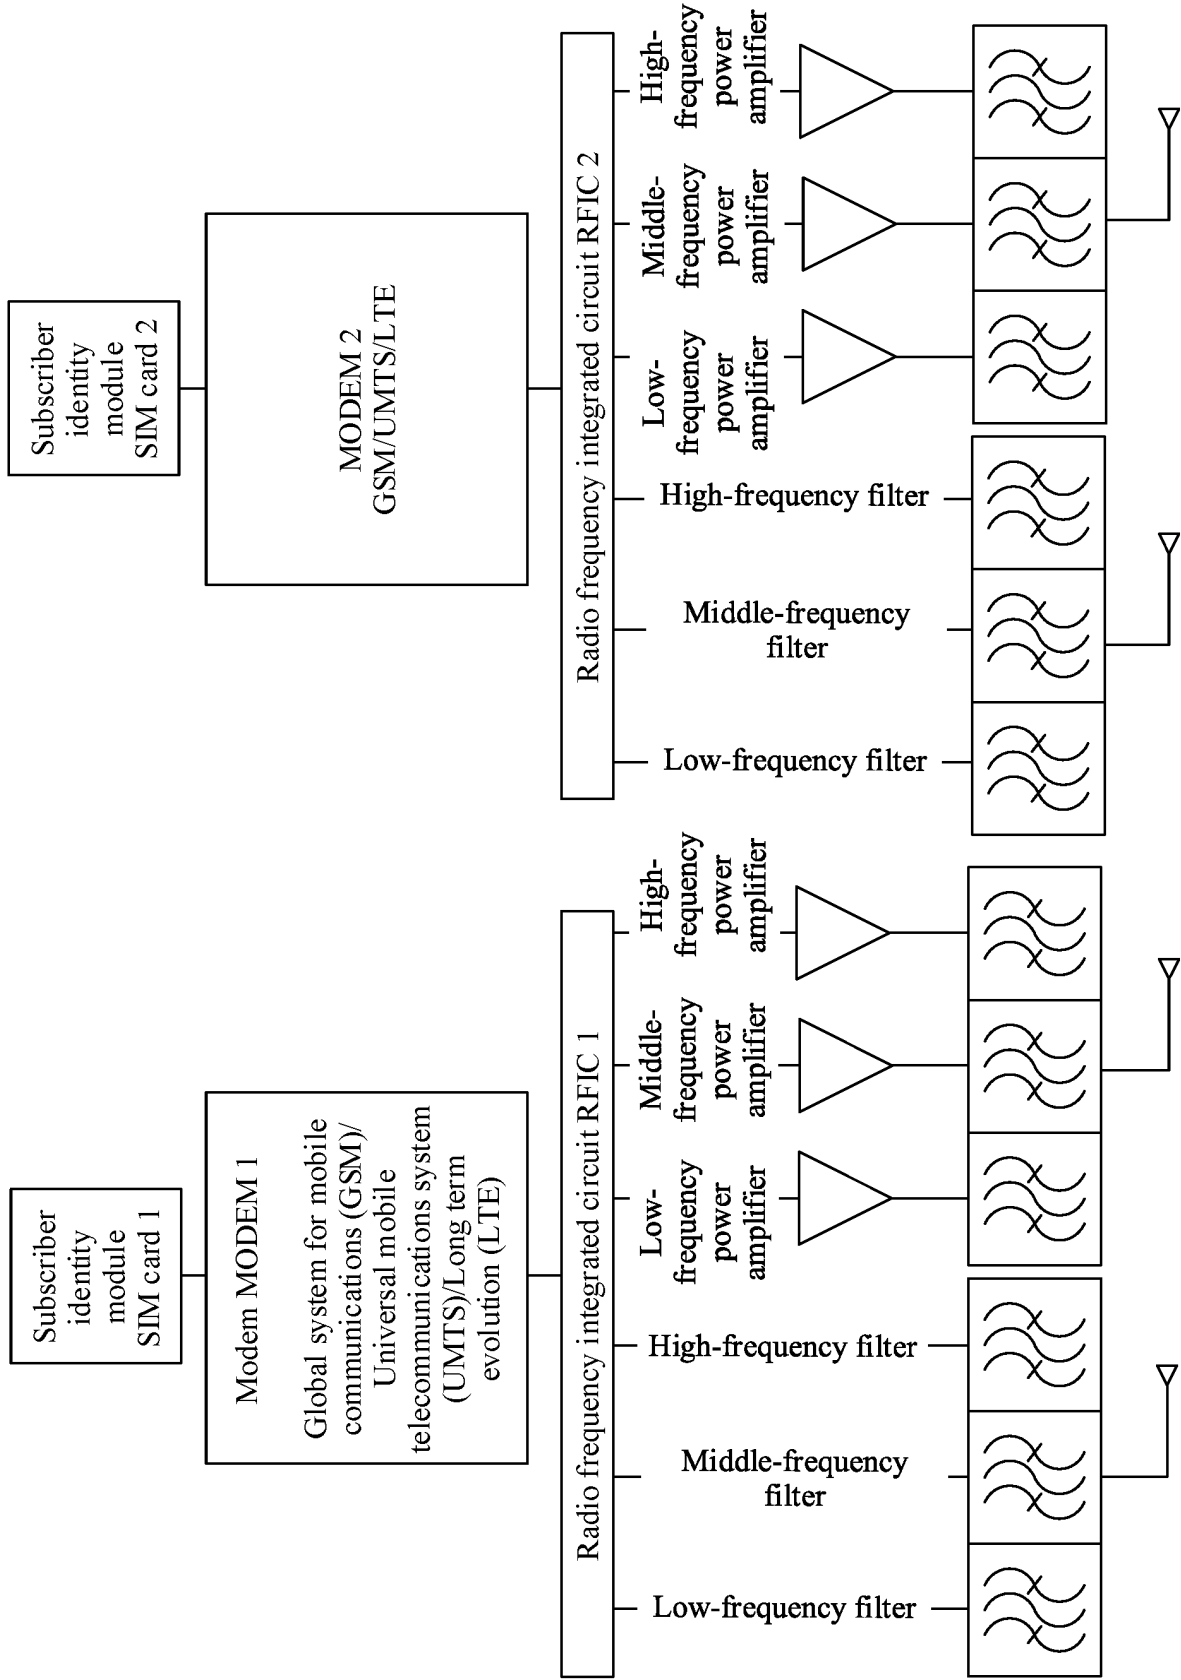 Subscriber
identity
module
SIM card 1
Modem MODEM 1
Global system for mobile
communications (GSM)/
Universal mobile
telecommunications system
(UMTS)/Long term
evolution (LTE)
Radio frequency integrated circuit RFIC 1
Low-frequency filter
Middle-frequency
filter
High-frequency filter
Low-
frequency
power
amplifier
Middle-
frequency
power
amplifier
High-
frequency
power
amplifier
Subscriber
identity
module
SIM card 2
MODEM 2
GSM/UMTS/LTE
Radio frequency integrated circuit RFIC 2
Low-frequency filter
Middle-frequency
filter
High-frequency filter
Low-
frequency
power
amplifier
Middle-
frequency
power
amplifier
High-
frequency
power
amplifier